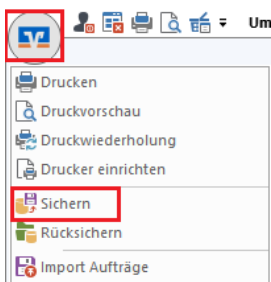 Um
Drucken
Druckvorschau
Druckwiederholung
Drucker einrichten
Sichern
Rücksichern
Import Aufträge